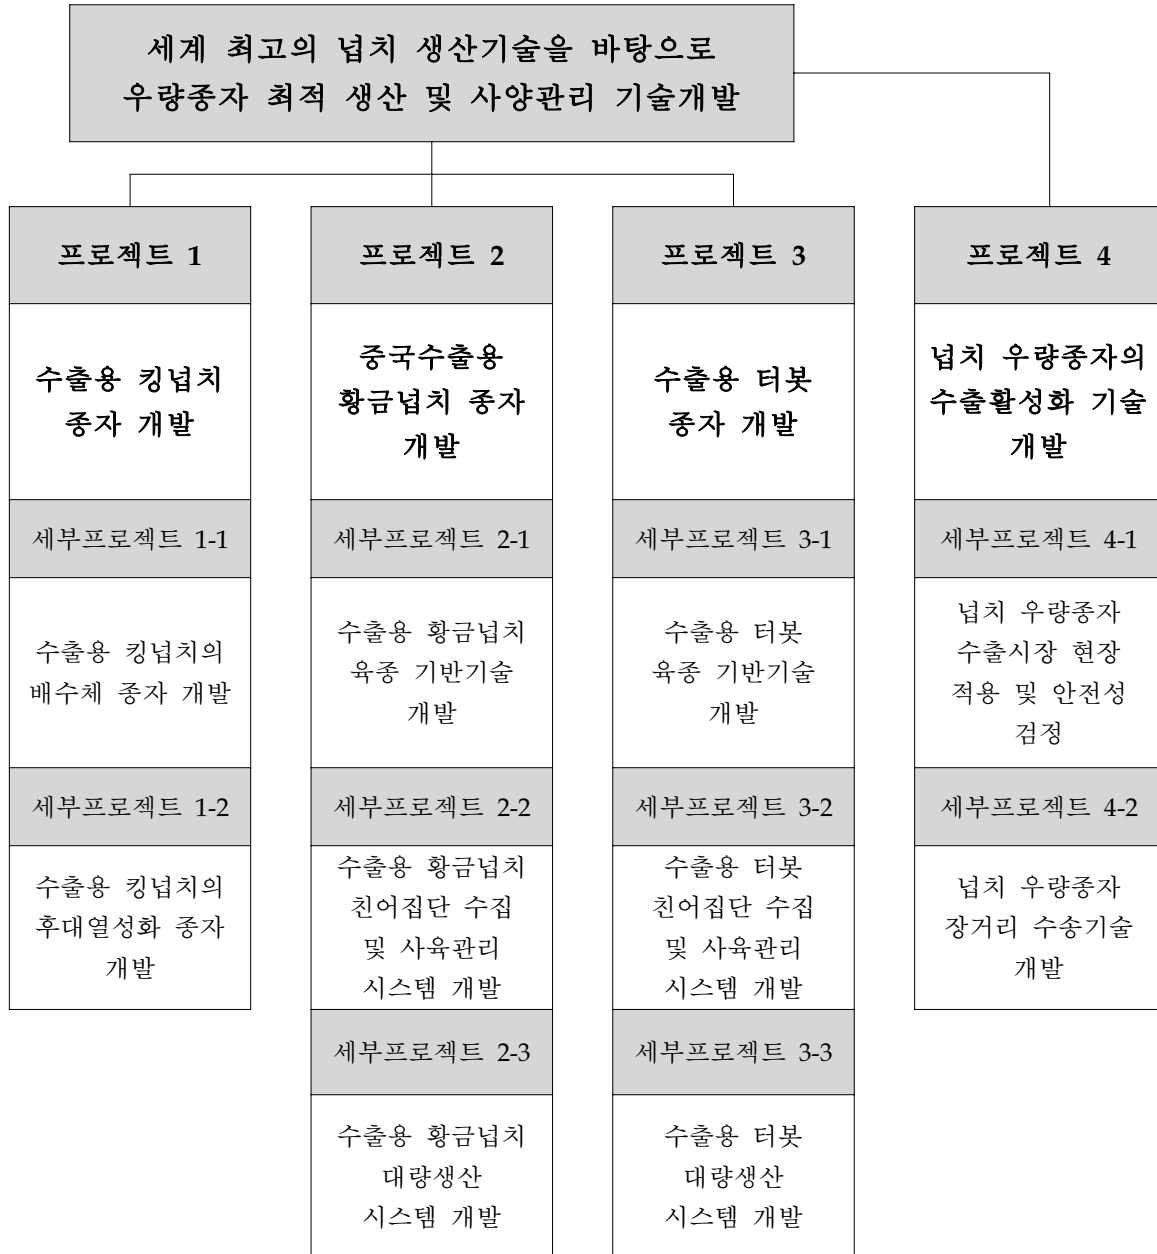 세계 최고의 넙치 생산기술을 바탕으로
우량종자 최적 생산 및 사양관리 기술개발
프로젝트 1
수출용 킹넙치
종자 개발
세부프로젝트 1-1
수출용 킹넙치의
배수체 종자 개발
세부프로젝트 1-2
수출용 킹넙치의
후대열성화 종자
개발
프로젝트 2
중국수출용
황금넙치 종자
개발
세부프로젝트 2-1
수출용 황금넙치
육종 기반기술
개발
세부프로젝트 2-2
수출용 황금넙치
친어집단 수집
및 사육관리
시스템 개발
세부프로젝트 2-3
수출용 황금넙치
대량생산
시스템 개발
프로젝트 3
수출용 터봇
종자 개발
세부프로젝트 3-1
수출용 터봇
육종 기반기술
개발
세부프로젝트 3-2
수출용 터봇
친어집단 수집
및 사육관리
시스템 개발
세부프로젝트 3-3
수출용 터봇
대량생산
시스템 개발
프로젝트 4
넙치 우량종자의
수출활성화 기술
개발
세부프로젝트 4-1
넙치 우량종자
수출시장 현장
적용 및 안전성
검정
세부프로젝트 4-2
넙치 우량종자
장거리 수송기술
개발